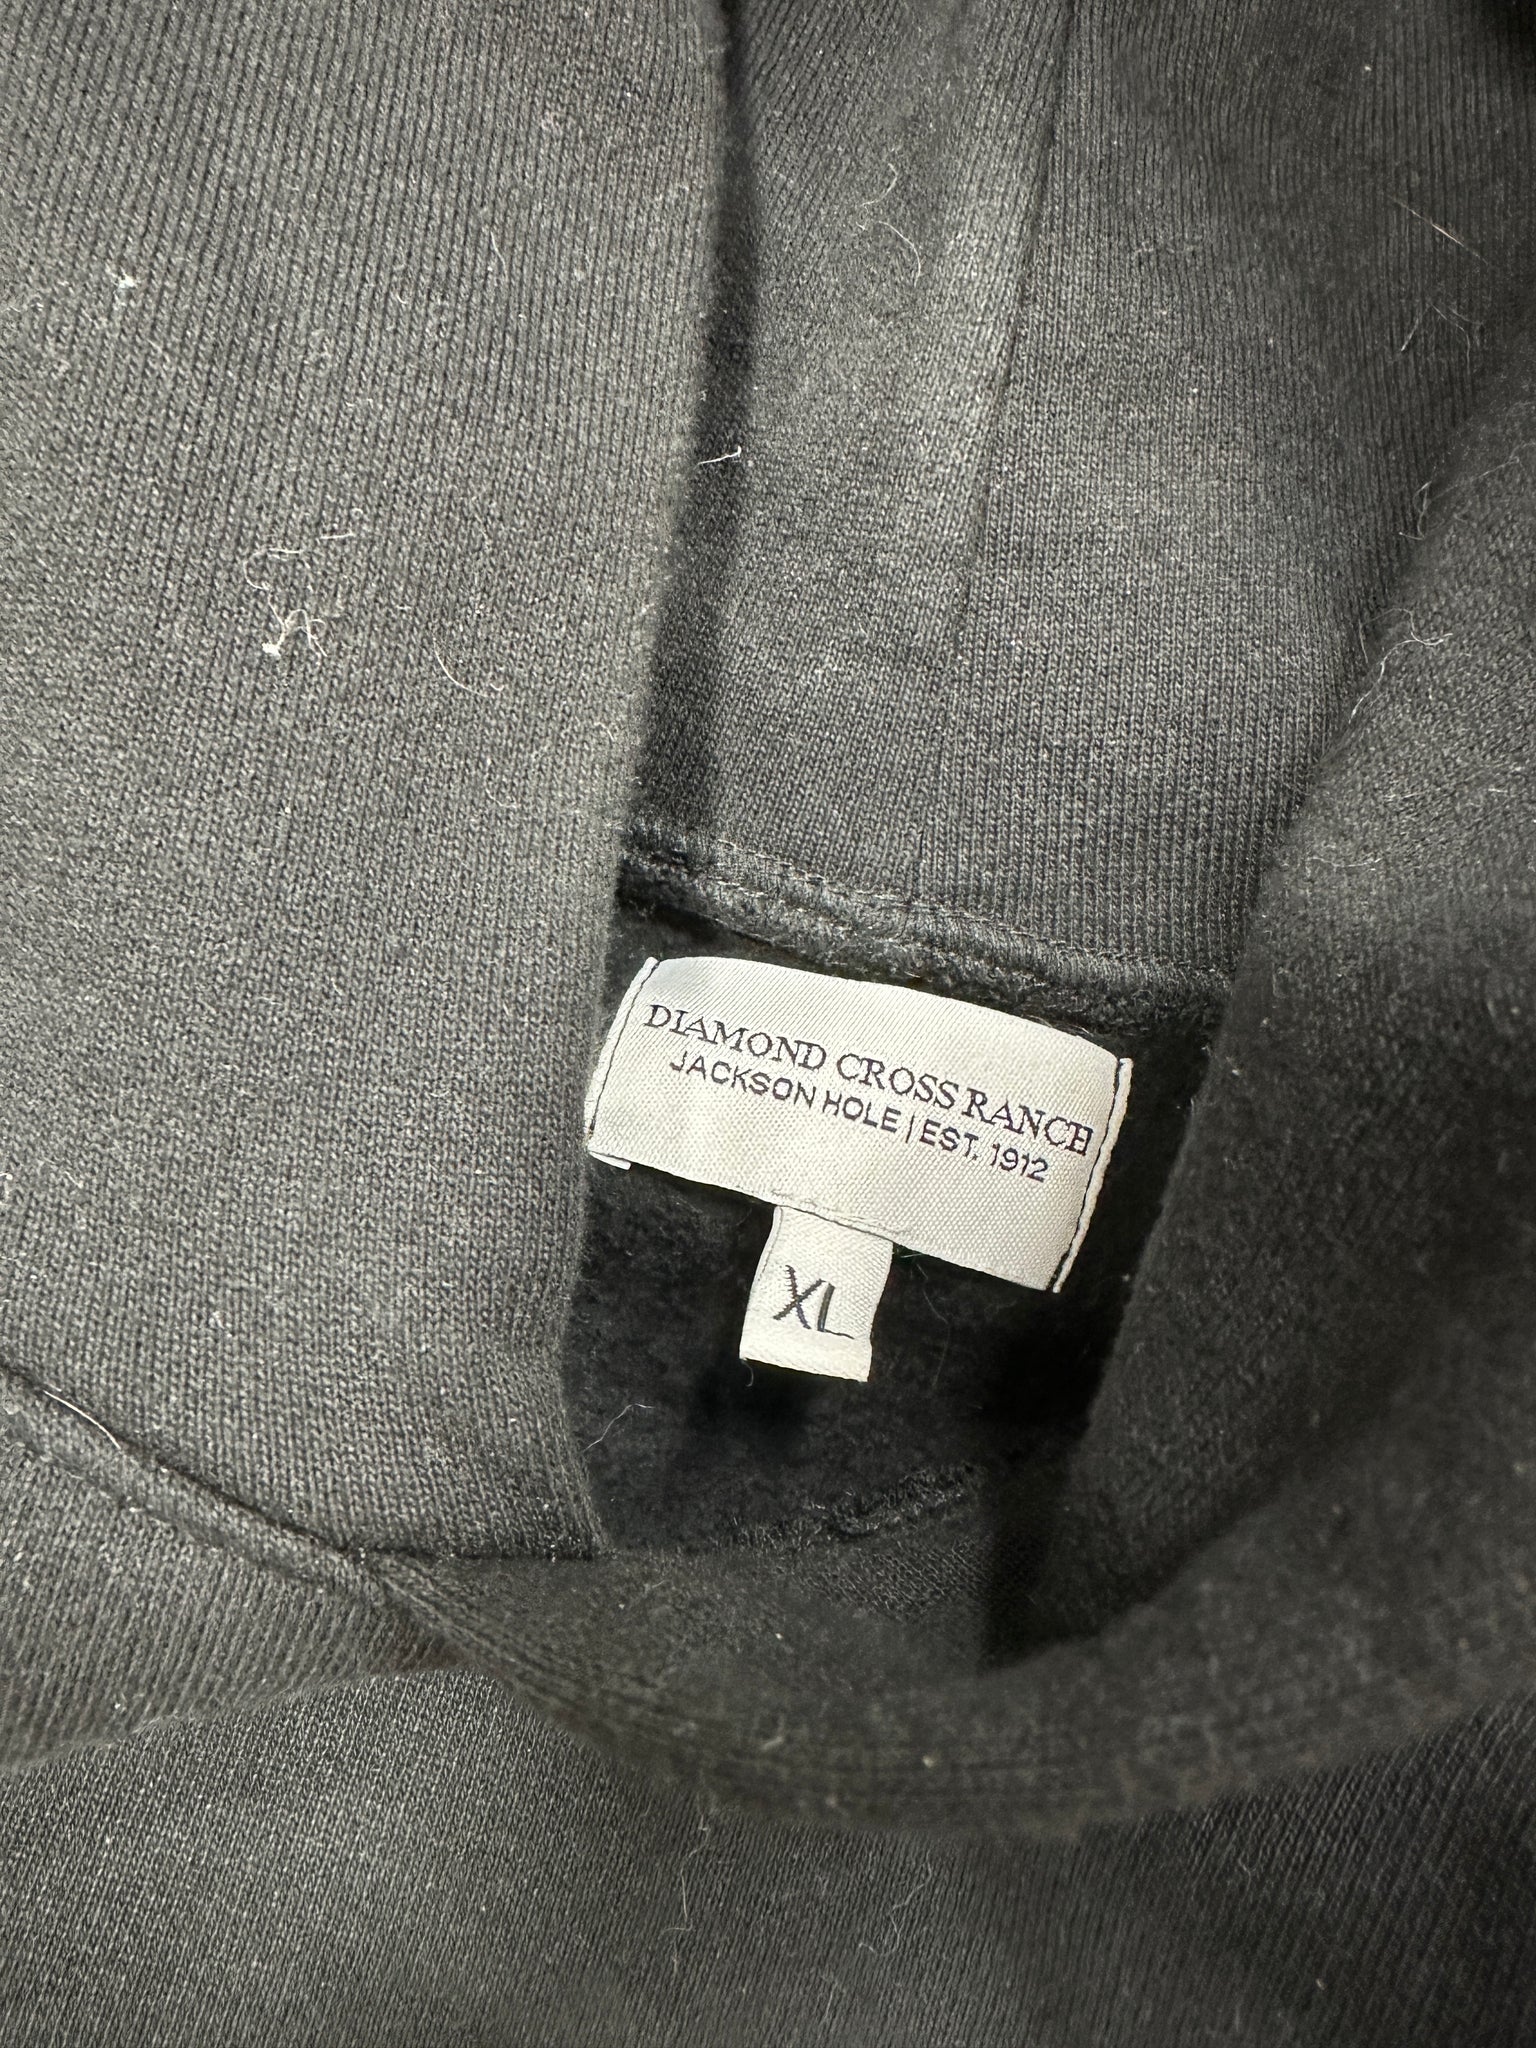 DIAMOND CROSS RANCH
JACKSON HOLE | EST. 1912
XL